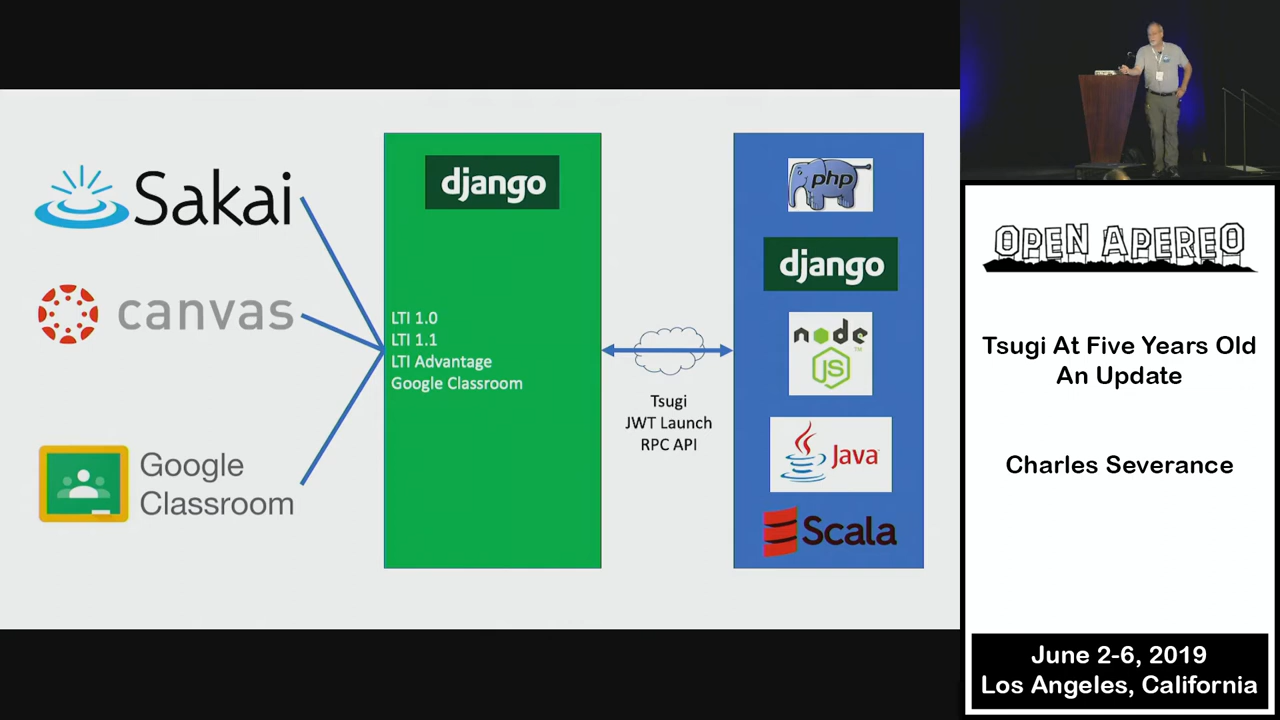 Sakai
canvas
Google
Classroom
django
LTI 1.0
LTI 1.1
LTI Advantage
Google Classroom
Tsugi
JWT Launch
RPC API
php
django
node
JS
Java
Scala
OPEN APEREO
Tsugi At Five Years Old
An Update
Charles Severance
June 2-6, 2019
Los Angeles, California